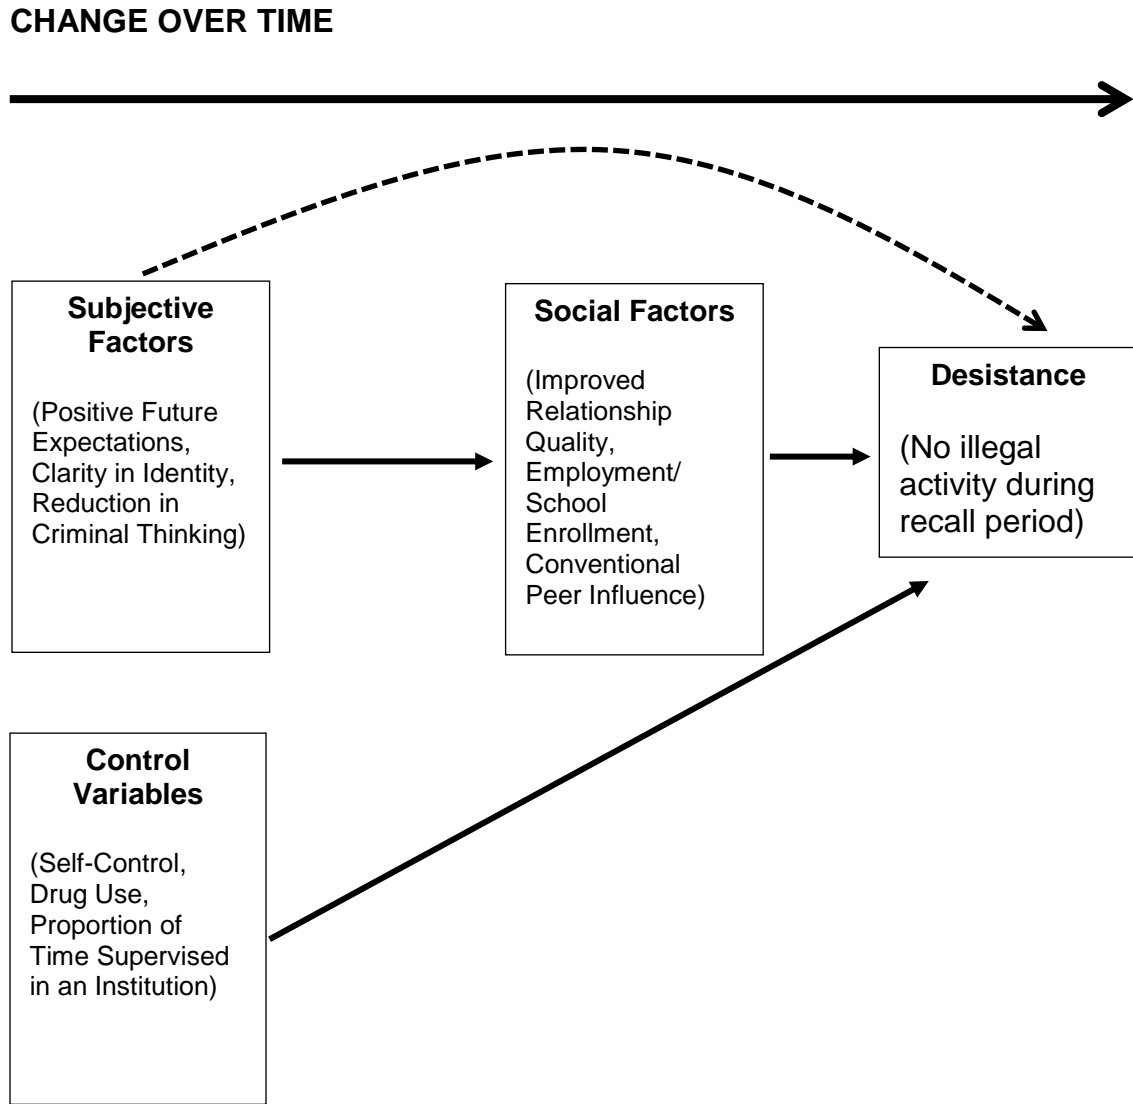 CHANGE OVER TIME
Subjective
Factors
(Positive Future
Expectations,
Clarity in Identity,
Reduction in
Criminal Thinking)
Social Factors
(Improved
Relationship
Quality,
Employment/
School
Enrollment,
Conventional
Peer Influence)
Desistance
(No illegal
activity during
recall period)
Control
Variables
(Self-Control,
Drug Use,
Proportion of
Time Supervised
in an Institution)